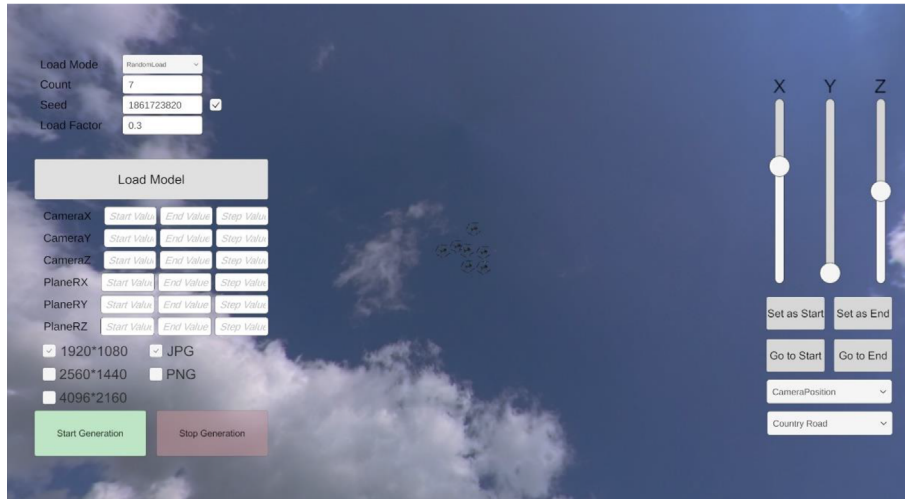 Load Mode RandomLoad
Count 7
Seed 1861723820
Load Factor 0.3
Load Model
CameraX Start Valu End Value Step Valu
CameraY Start Valu End Value Step Valu
CameraZ Start Valu End Value Step Valu
PlaneRX Start Valu End Value Step Valu
PlaneRY Start Valu End Value Step Valu
PlaneRZ Start Valu End Value Step Valu
1920*1080 JPG
2560*1440 PNG
4096*2160
Start Generation Stop Generation
X Y Z
Set as Start Set as End
Go to Start Go to End
CameraPosition
Country Road